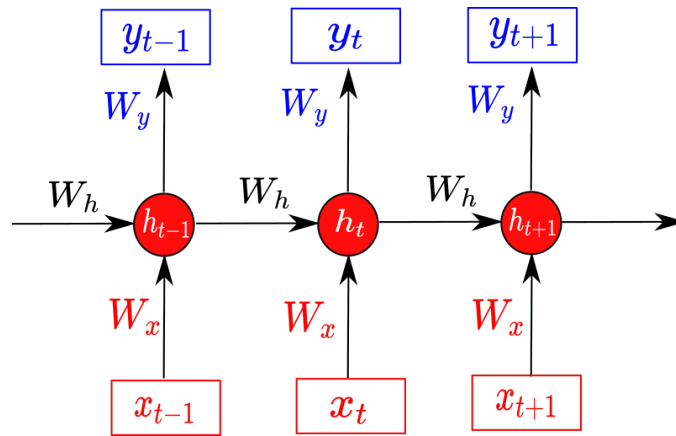 y_{t-1} y_t y_{t+1}
W_y W_y W_y
W_h W_h W_h
h_{t-1} h_t h_{t+1}
W_x W_x W_x
x_{t-1} x_t x_{t+1}